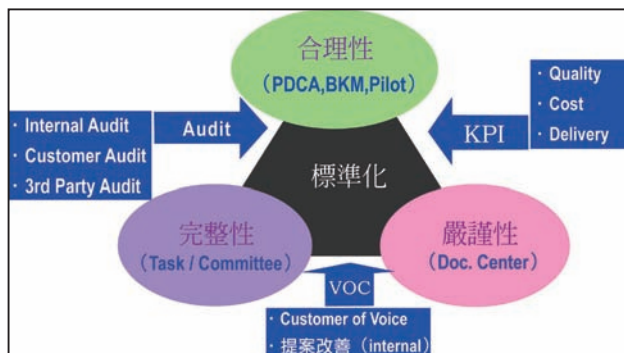 合理性
（PDCA,BKM,Pilot）
· Internal Audit
· Customer Audit
· 3rd Party Audit
Audit
KPI
· Quality
· Cost
· Delivery
標準化
完整性
（Task / Committee）
嚴謹性
（Doc. Center）
VOC
· Customer of Voice
· 提案改善（internal）